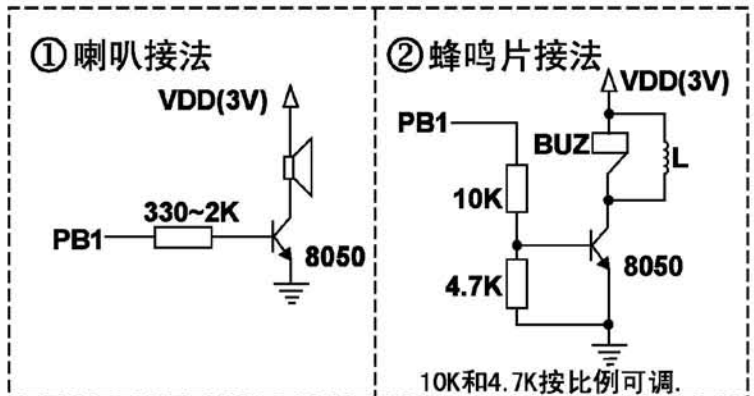 ①喇叭接法
VDD(3V)
330~2K
PB1
8050
②蜂鸣片接法
VDD(3V)
PB1
BUZ
L
10K
8050
4.7K
10K和4.7K按比例可调.